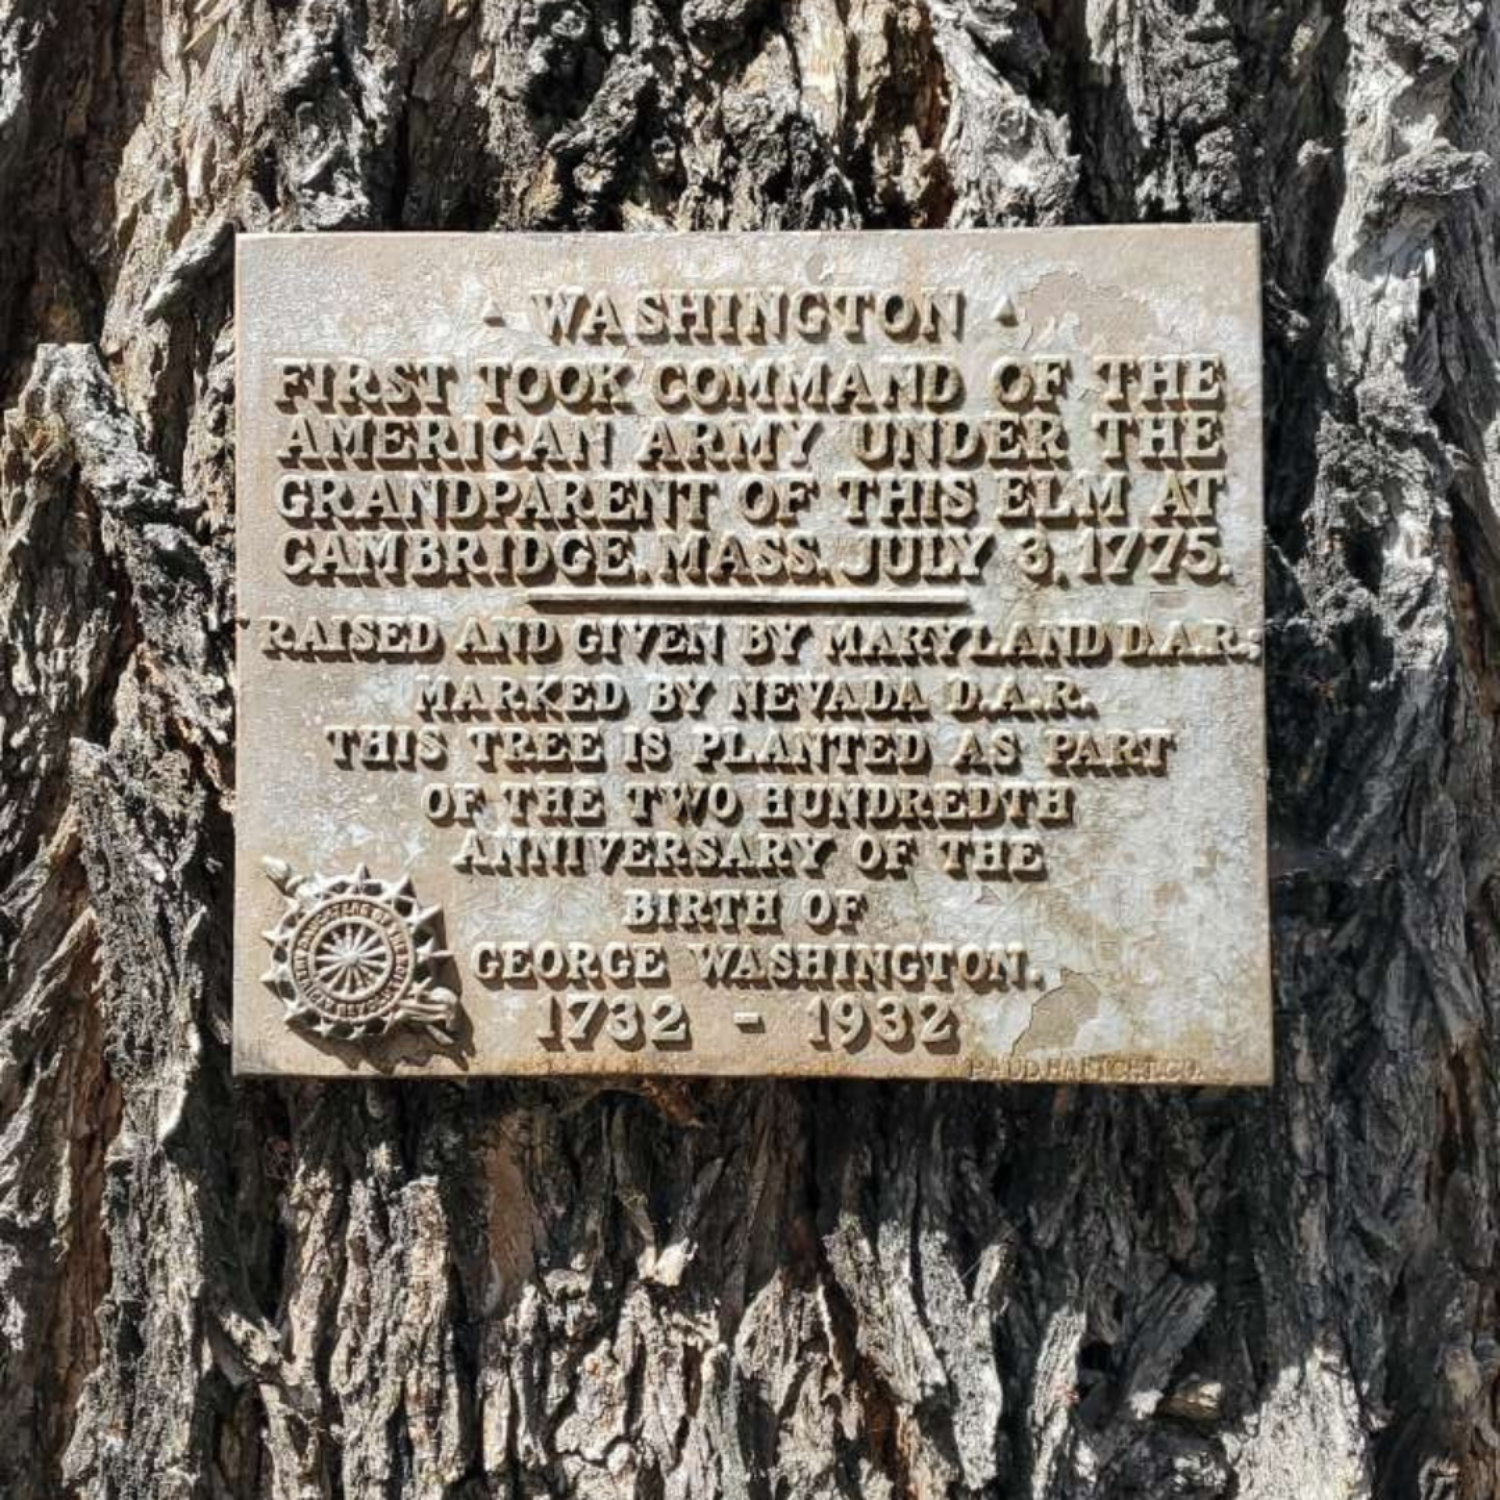 WASHINGTON
FIRST TOOK COMMAND OF THE
AMERICAN ARMY UNDER THE
GRANDPARENT OF THIS ELM AT
CAMBRIDGE, MASS. JULY 3, 1775.
RAISED AND GIVEN BY MARYLAND D.A.R.;
MARKED BY NEVADA D.A.R.
THIS TREE IS PLANTED AS PART
OF THE TWO HUNDREDTH
ANNIVERSARY OF THE
BIRTH OF
GEORGE WASHINGTON.
1732 - 1932